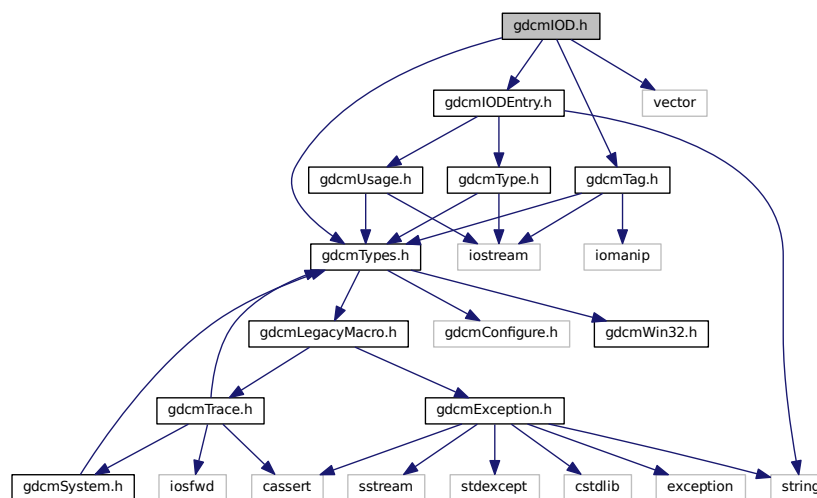 gdcmIOD.h
gdcmIODEntry.h
vector
gdcmUsage.h
gdcmType.h
gdcmTag.h
gdcmTypes.h
iostream
iomanip
gdcmLegacyMacro.h
gdcmConfigure.h
gdcmWin32.h
gdcmTrace.h
gdcmException.h
gdcmSystem.h
iosfwd
cassert
sstream
stdexcept
cstdlib
exception
string